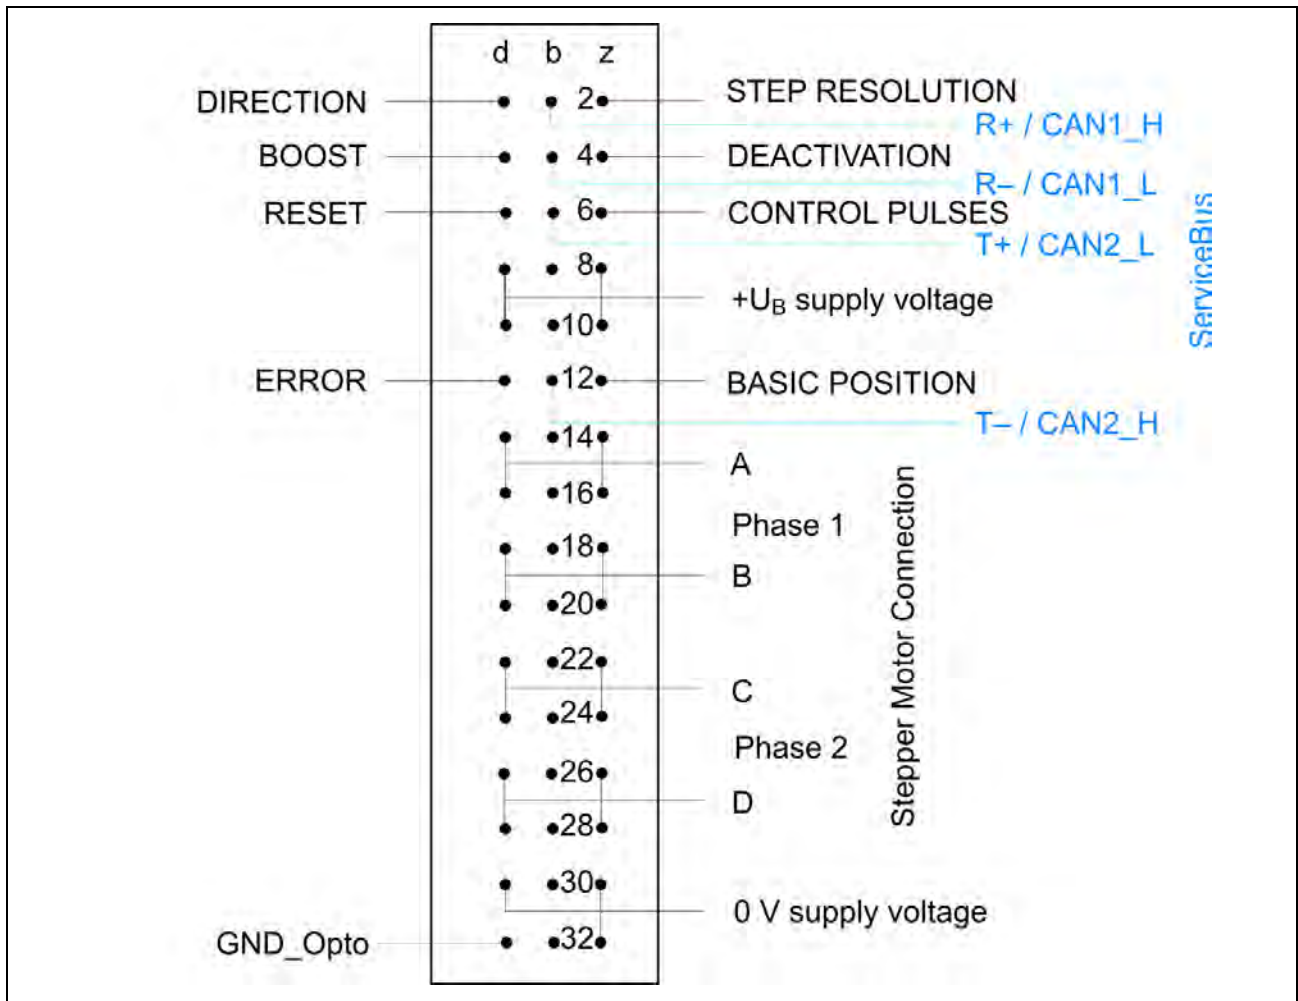 d b z
DIRECTION 2 STEP RESOLUTION
R+ / CAN1_H
BOOST 4 DEACTIVATION
R– / CAN1_L
RESET 6 CONTROL PULSES
T+ / CAN2_L
8
+UB supply voltage
10
ERROR 12 BASIC POSITION
T– / CAN2_H
14
A
16
Phase 1
18
B
20
22
C
24
Phase 2
26
D
28
30
0 V supply voltage
GND_Opto 32
ServiceBus
Stepper Motor Connection